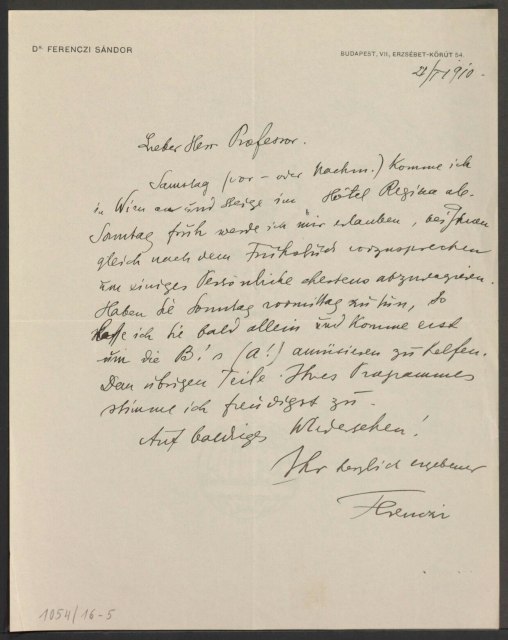 Dr. FERENCZI SÁNDOR
BUDAPEST, VII., ERZSÉBET-KÖRÚT 54.
1910.
Lieber Herr Professor.
Samstag (vor- oder Nachm.) komme ich
in Wien an und steige im Hôtel Regina ab.
Sonntag früh werde ich mir erlauben, bei Ihnen
gleich nach dem Frühstück vorzusprechen
um einiges Persönliche ehestens abzureagieren.
Haben Sie Sonntag vormittag zu tun, so
lasse ich Sie bald allein und komme erst
um die B!s (A!) amüsieren zu helfen.
Dem übrigen Teile Ihres Programmes
stimme ich freudigst zu.
Auf baldiges Wiedersehen!
Ihr herzlich ergebener
Ferenczi
1054/16-5